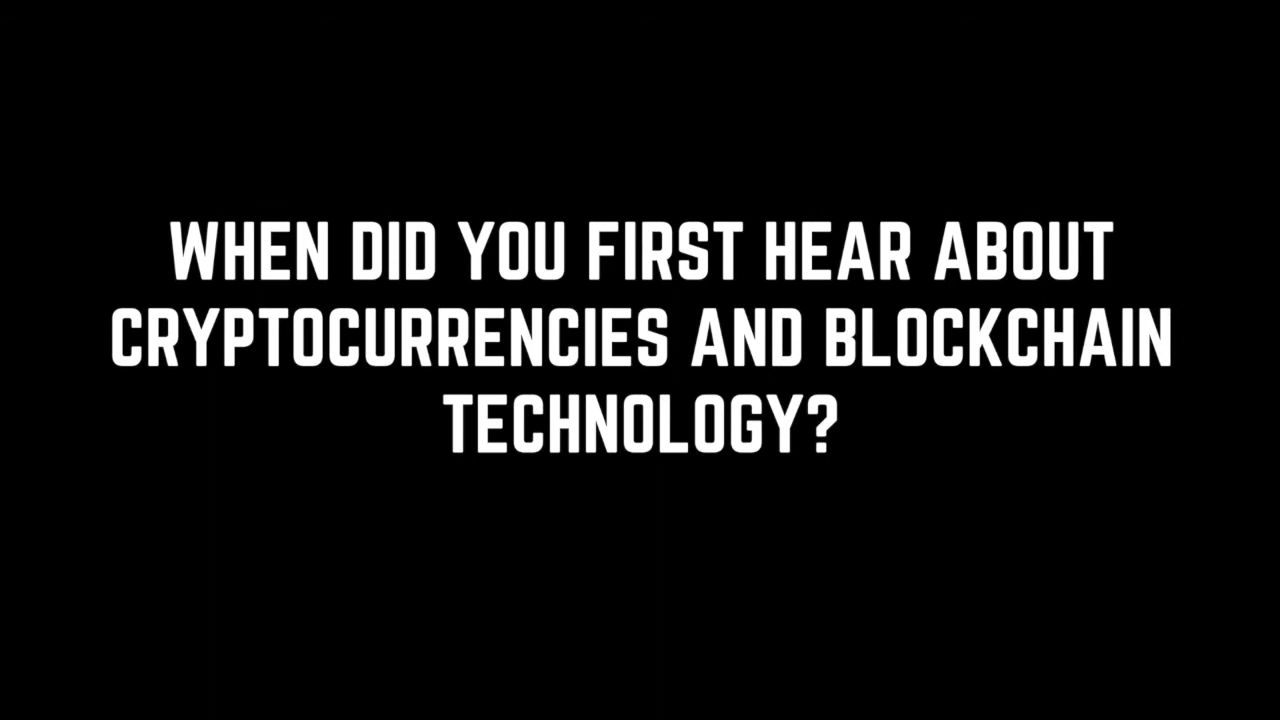 WHEN DID YOU FIRST HEAR ABOUT
CRYPTOCURRENCIES AND BLOCKCHAIN
TECHNOLOGY?